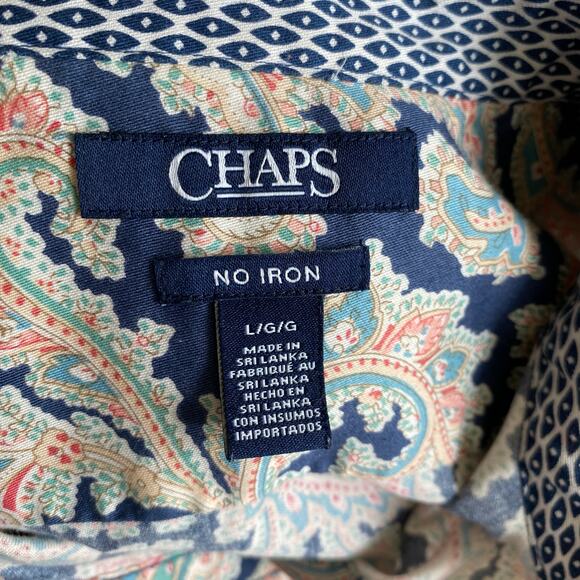 CHAPS
NO IRON
L/G/G
MADE IN
SRI LANKA
FABRIQUÉ AU
SRI LANKA
HECHO EN
SRI LANKA
CON INSUMOS
IMPORTADOS